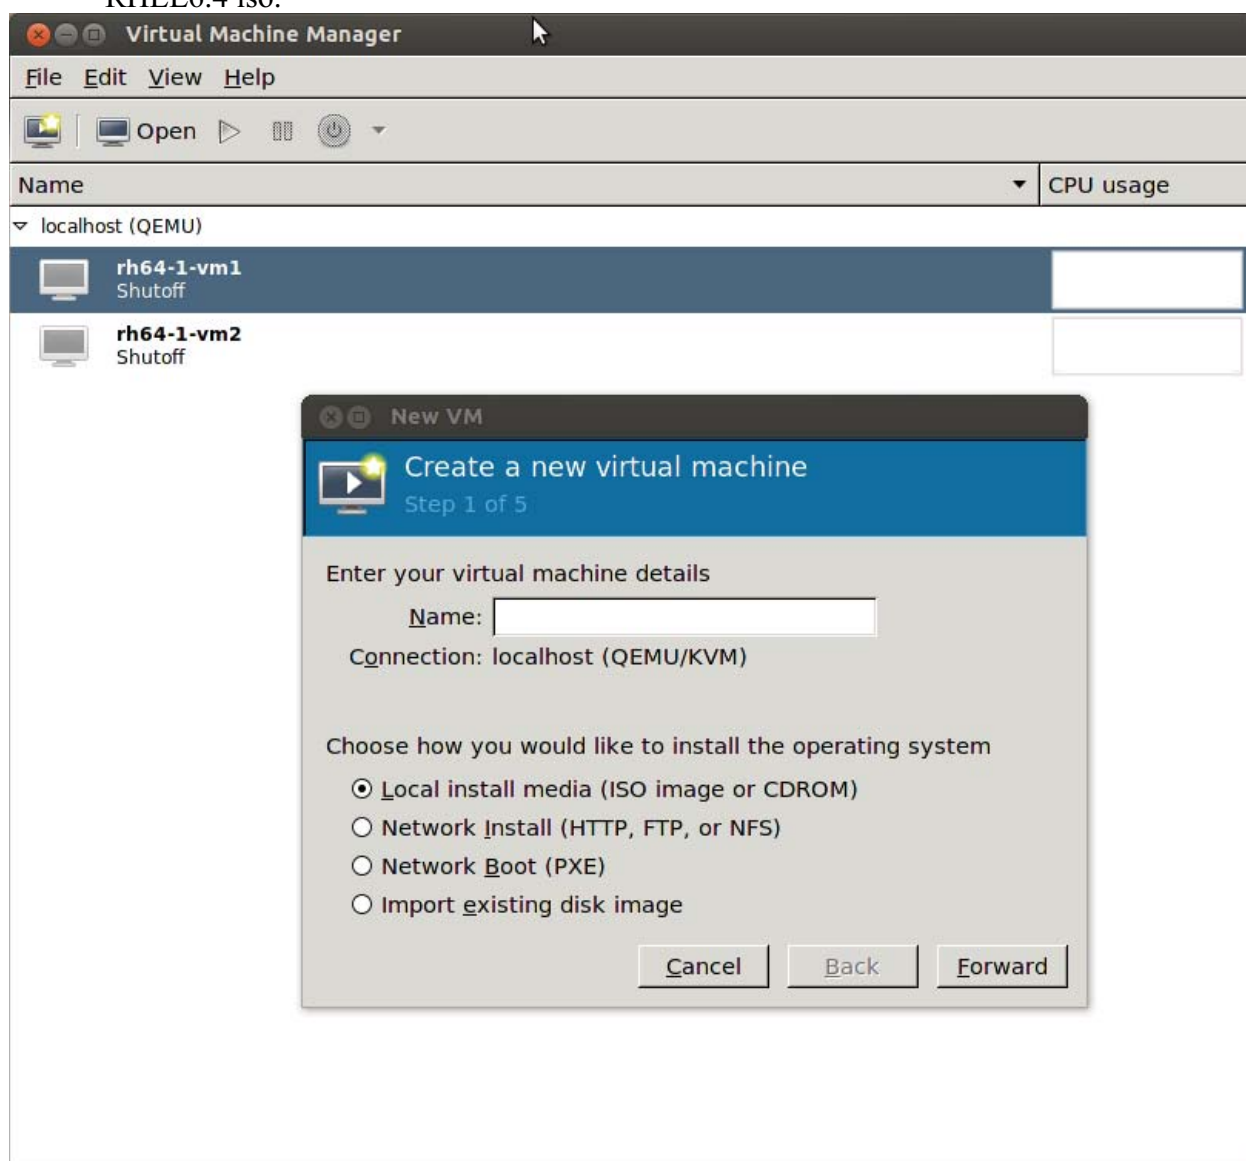 RHEL6.4 iso.
Virtual Machine Manager
File Edit View Help
Open
Name CPU usage
localhost (QEMU)
rh64-1-vm1
Shutoff
rh64-1-vm2
Shutoff
New VM
Create a new virtual machine
Step 1 of 5
Enter your virtual machine details
Name:
Connection: localhost (QEMU/KVM)
Choose how you would like to install the operating system
Local install media (ISO image or CDROM)
Network Install (HTTP, FTP, or NFS)
Network Boot (PXE)
Import existing disk image
Cancel Back Forward